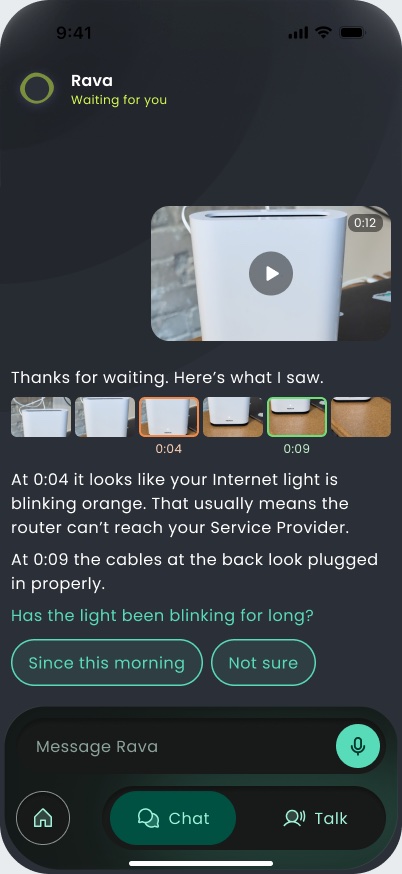 9:41
Rava
Waiting for you
0:12
Thanks for waiting. Here’s what I saw.
0:04
0:09
At 0:04 it looks like your Internet light is
blinking orange. That usually means the
router can’t reach your Service Provider.
At 0:09 the cables at the back look plugged
in properly.
Has the light been blinking for long?
Since this morning
Not sure
Message Rava
Chat
Talk